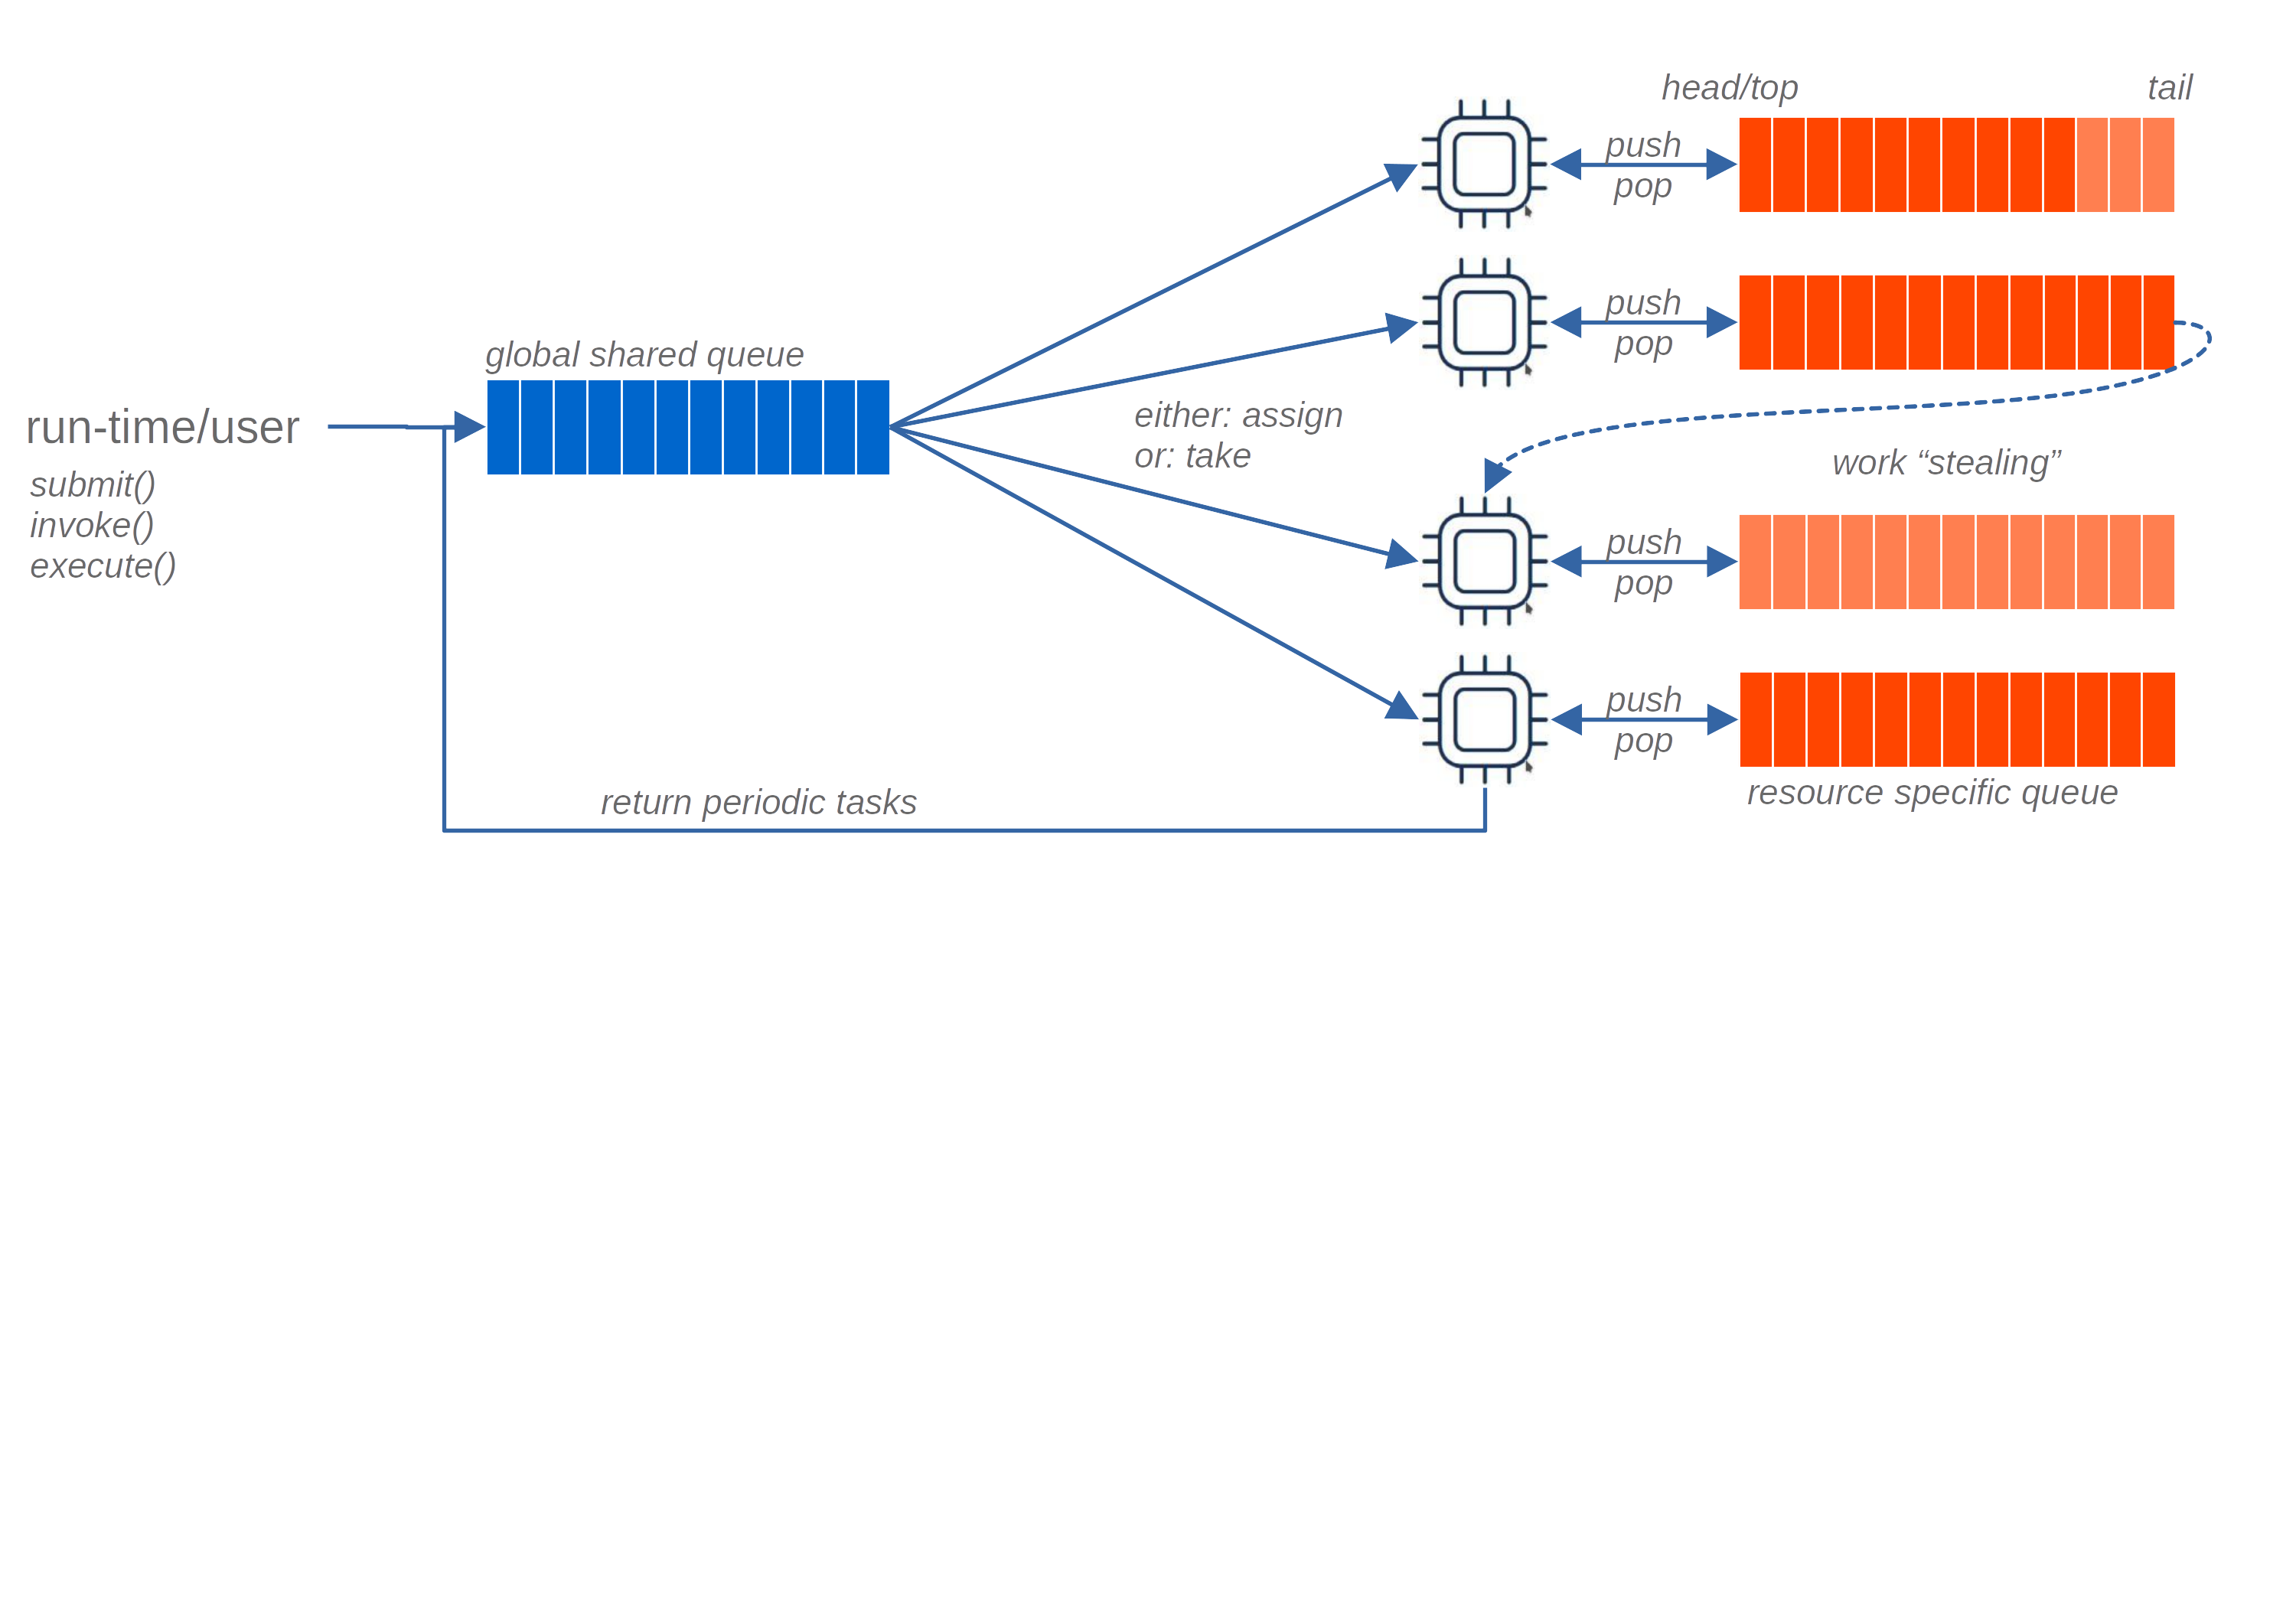 head/top
tail
push
pop
push
pop
global shared queue
run-time/user
submit()
invoke()
execute()
either: assign
or: take
work “stealing”
push
pop
push
pop
resource specific queue
return periodic tasks